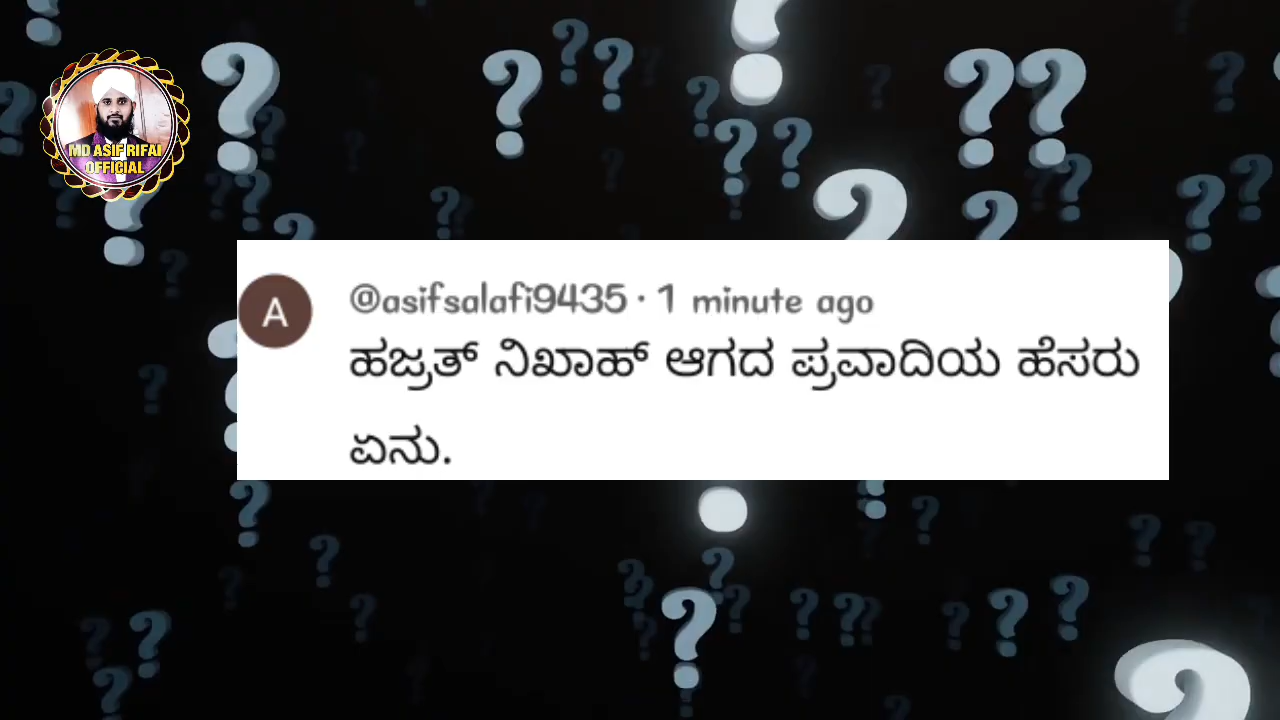 MD ASIF RIFAI
OFFICIAL
A
@asifsalafi9435 · 1 minute ago
ಹಜ್ರತ್ ನಿಖಾಹ್ ಆಗದ ಪ್ರವಾದಿಯ ಹೆಸರು
ಏನು.